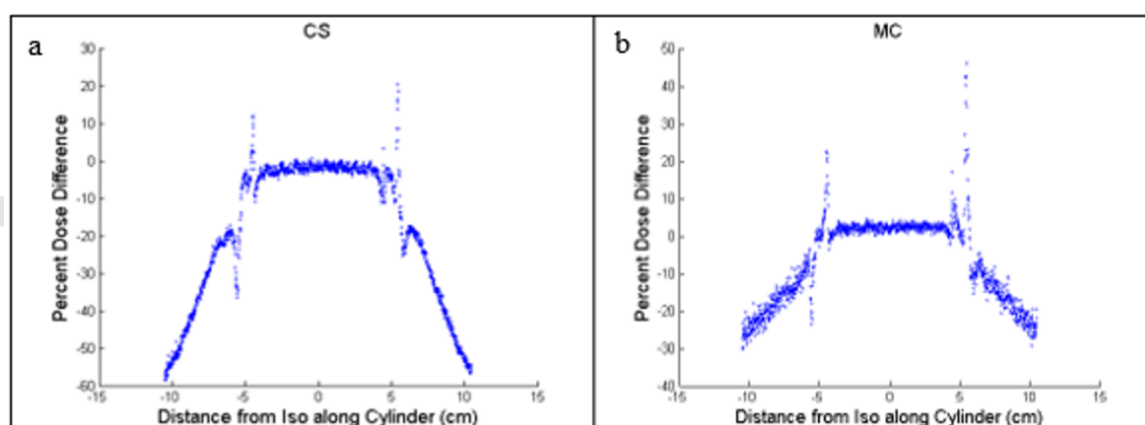 a
CS
30
20
10
0
-10
-20
-30
-40
-50
-60
Percent Dose Difference
-15 -10 -5 0 5 10 15
Distance from Iso along Cylinder (cm)
b
MC
50
40
30
20
10
0
-10
-20
-30
-40
Percent Dose Difference
-15 -10 -5 0 5 10 15
Distance from Iso along Cylinder (cm)